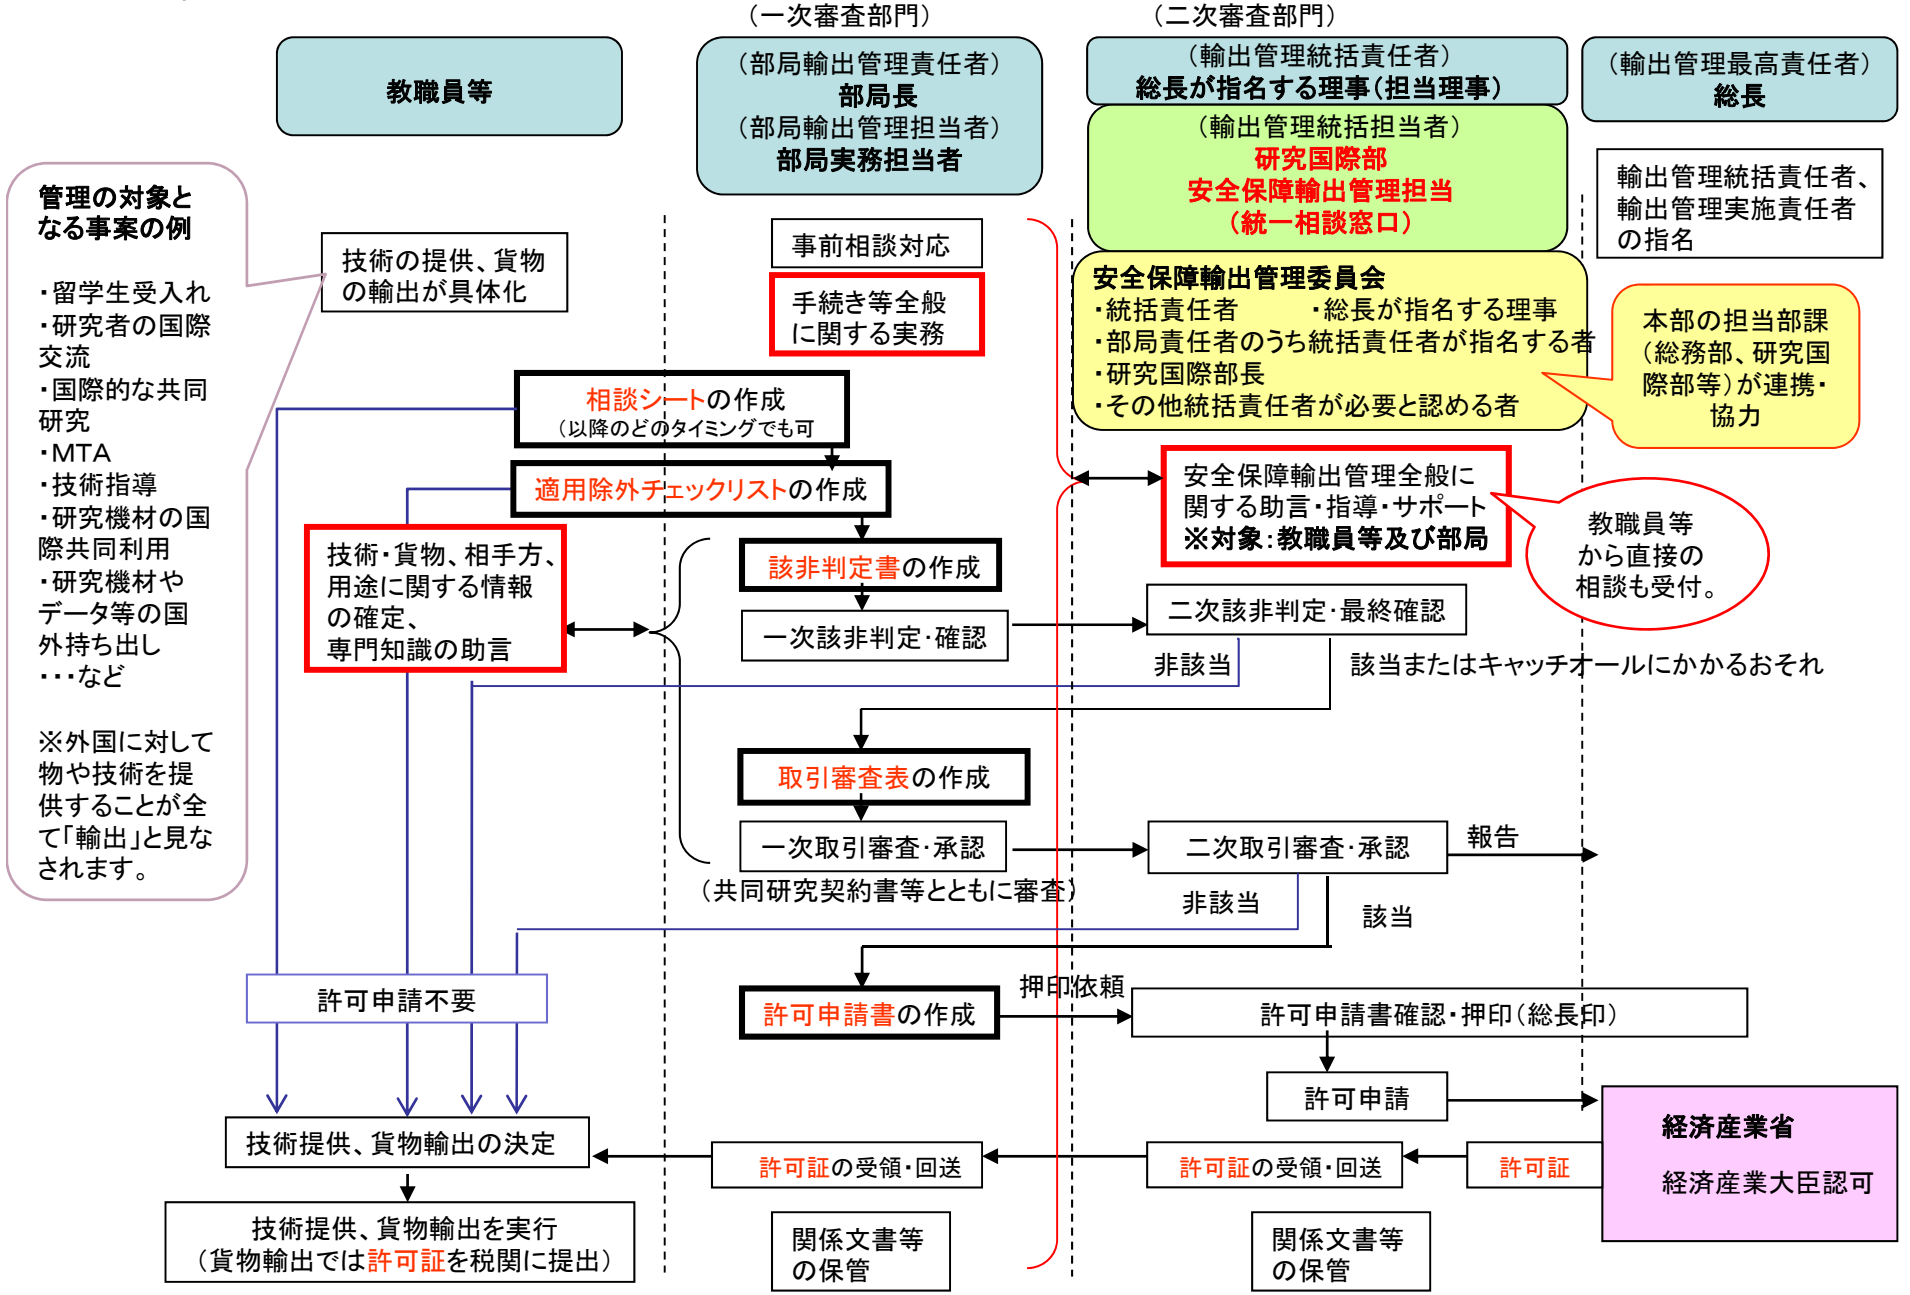 （一次審査部門）
（二次審査部門）
教職員等
（部局輸出管理責任者）
部局長
（部局輸出管理担当者）
部局実務担当者
（輸出管理統括責任者）
総長が指名する理事（担当理事）
（輸出管理統括担当者）
研究国際部
安全保障輸出管理担当
（統一相談窓口）
（輸出管理最高責任者）
総長
輸出管理統括責任者、
輸出管理実施責任者
の指名
管理の対象と
なる事案の例
・留学生受入れ
・研究者の国際
交流
・国際的な共同
研究
・MTA
・技術指導
・研究機材の国
際共同利用
・研究機材や
データ等の国
外持ち出し
・・・など
※外国に対して
物や技術を提
供することが全
て「輸出」と見な
されます。
技術の提供、貨物
の輸出が具体化
事前相談対応
手続き等全般
に関する実務
安全保障輸出管理委員会
・統括責任者　・総長が指名する理事
・部局責任者のうち統括責任者が指名する者
・研究国際部長
・その他統括責任者が必要と認める者
本部の担当部課
（総務部、研究国
際部等）が連携・
協力
相談シートの作成
（以降のどのタイミングでも可
適用除外チェックリストの作成
安全保障輸出管理全般に
関する助言・指導・サポート
※対象：教職員等及び部局
教職員等
から直接の
相談も受付。
技術・貨物、相手方、
用途に関する情報
の確定、
専門知識の助言
該非判定書の作成
一次該非判定・確認
二次該非判定・最終確認
非該当
該当またはキャッチオールにかかるおそれ
取引審査表の作成
一次取引審査・承認
（共同研究契約書等とともに審査）
二次取引審査・承認
報告
非該当
該当
許可申請不要
許可申請書の作成
押印依頼
許可申請書確認・押印（総長印）
許可申請
経済産業省
経済産業大臣認可
技術提供、貨物輸出の決定
許可証の受領・回送
許可証の受領・回送
許可証
技術提供、貨物輸出を実行
（貨物輸出では許可証を税関に提出）
関係文書等
の保管
関係文書等
の保管